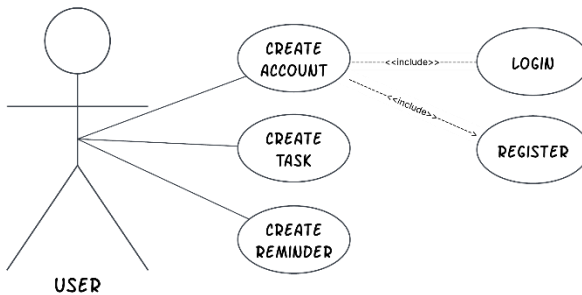 CREATE
ACCOUNT
<<include>>
LOGIN
<<include>>
CREATE
TASK
REGISTER
CREATE
REMINDER
USER